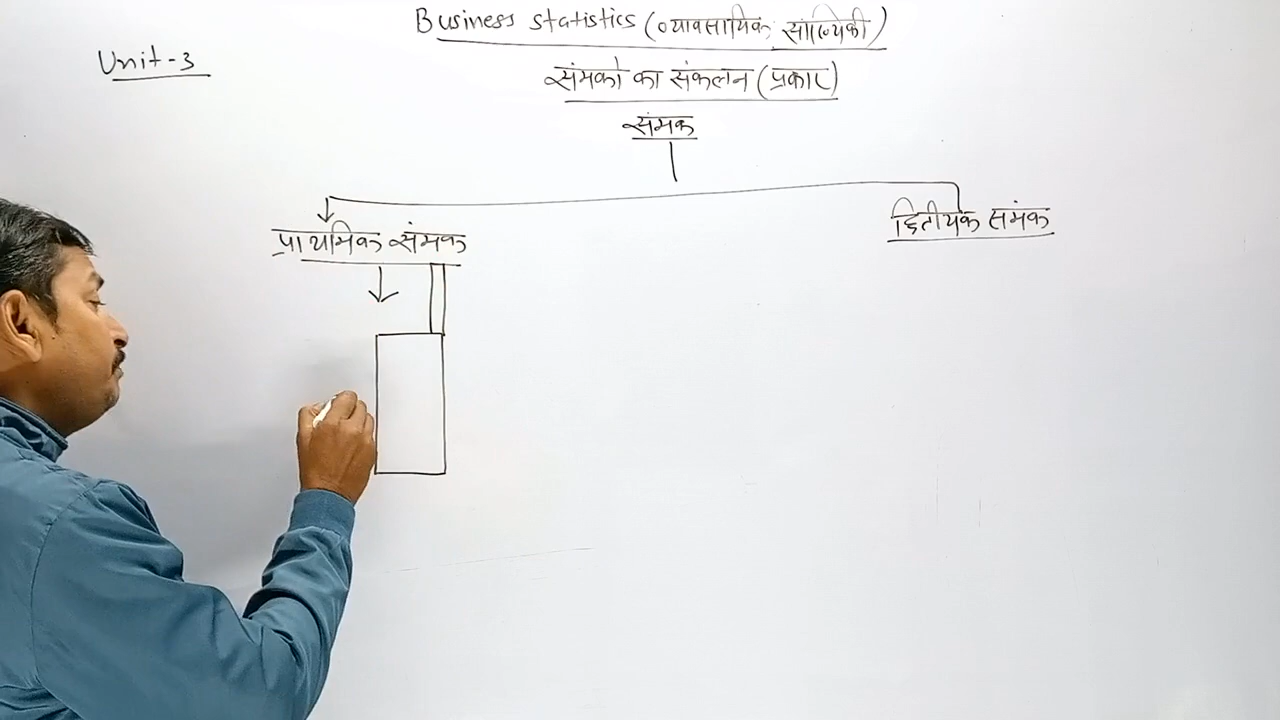 Business statistics (व्यावसायिक सांख्यिकी)
Unit-3
संमको का संकलन (प्रकार)
संमक
प्राथमिक संमक
द्वितीयक संमक